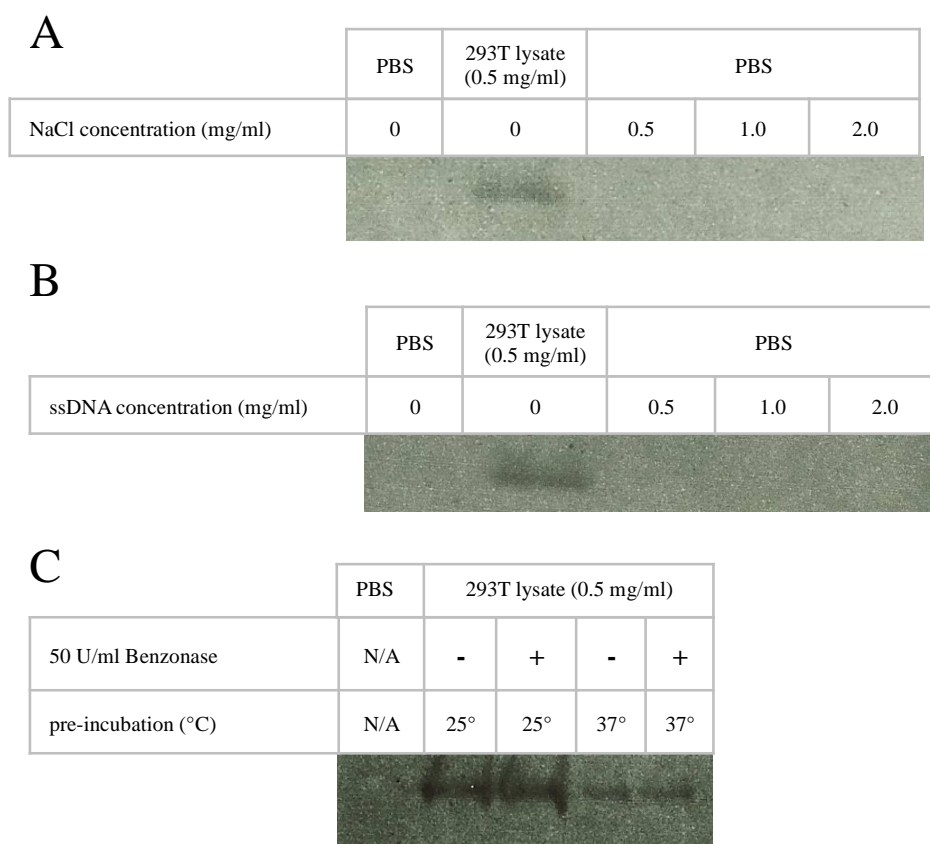 A
PBS 293T lysate (0.5 mg/ml) PBS
NaCl concentration (mg/ml) 0 0 0.5 1.0 2.0
B
PBS 293T lysate (0.5 mg/ml) PBS
ssDNA concentration (mg/ml) 0 0 0.5 1.0 2.0
C
PBS 293T lysate (0.5 mg/ml)
50 U/ml Benzonase N/A - + - +
pre-incubation (°C) N/A 25° 25° 37° 37°